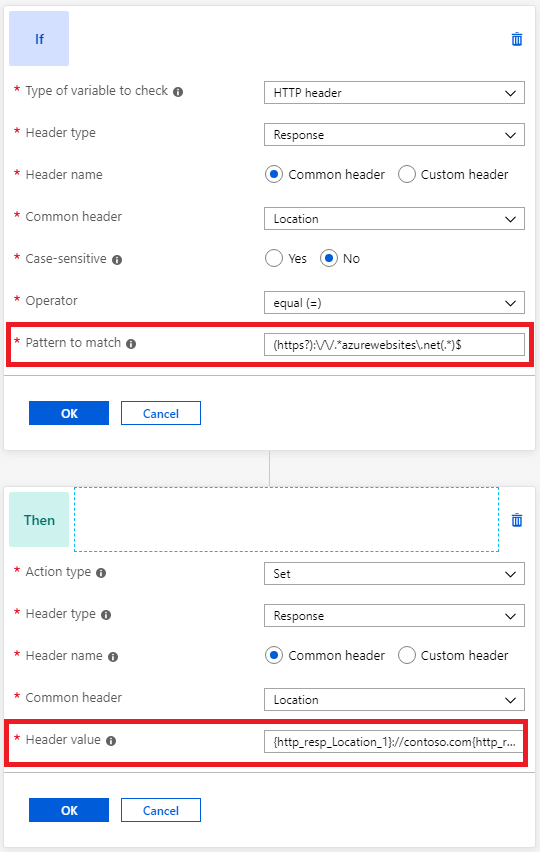 If
* Type of variable to check
HTTP header
* Header type
Response
* Header name
Common header
Custom header
* Common header
Location
* Case-sensitive
Yes
No
* Operator
equal (=)
* Pattern to match
(https?):\/\/.*azurewebsites\.net(.*)$
OK
Cancel
Then
* Action type
Set
* Header type
Response
* Header name
Common header
Custom header
* Common header
Location
* Header value
{http_resp_Location_1}://contoso.com{http_r...
OK
Cancel